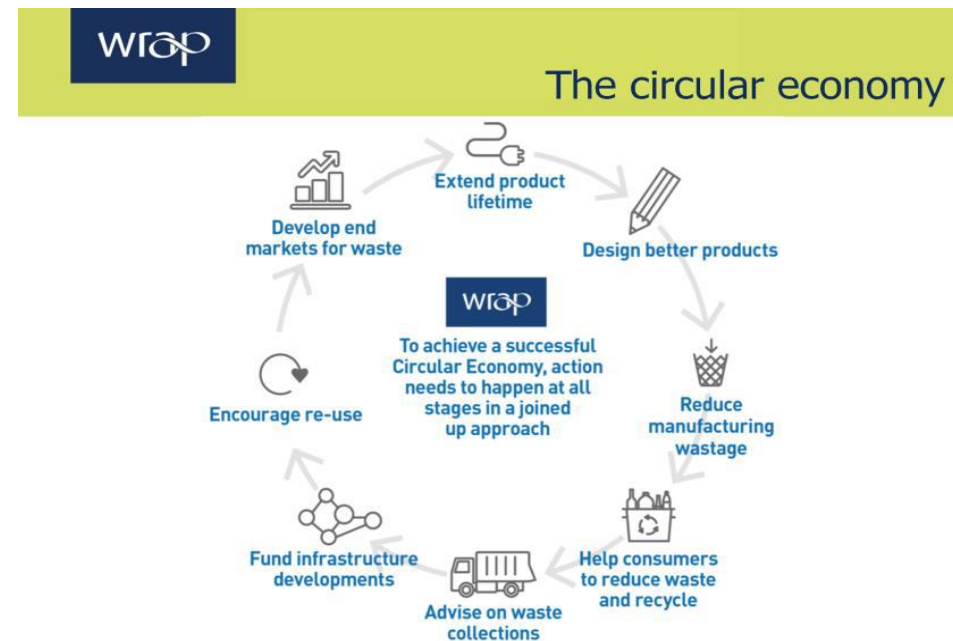 wrap
The circular economy
Extend product
lifetime
Design better products
Reduce
manufacturing
wastage
Help consumers
to reduce waste
and recycle
Advise on waste
collections
Fund infrastructure
developments
Encourage re-use
Develop end
markets for waste
wrap
To achieve a successful
Circular Economy, action
needs to happen at all
stages in a joined
up approach